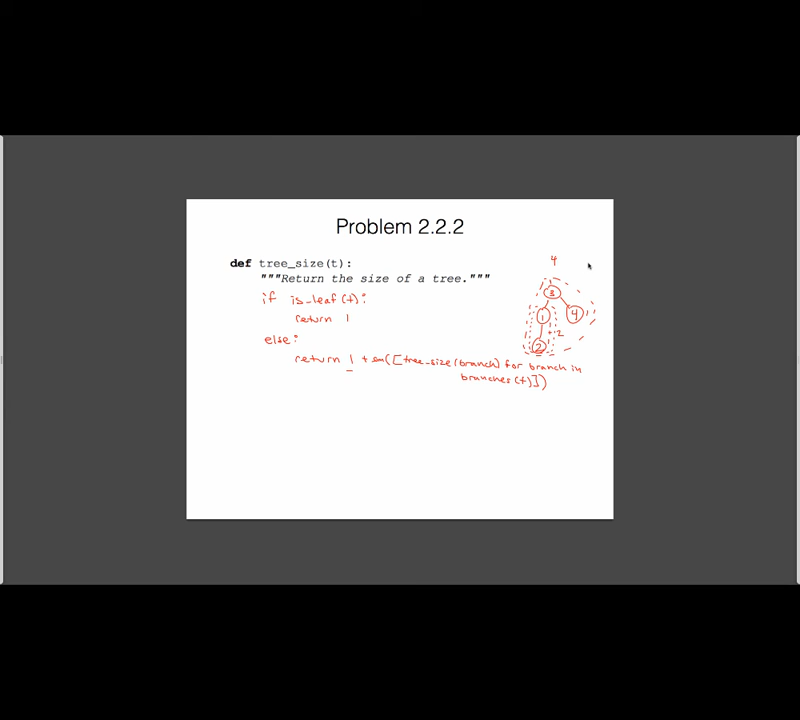 Problem 2.2.2
def tree_size(t):
"""Return the size of a tree."""
if is_leaf(t):
return 1
else:
return 1 + sum([tree_size(branch) for branch in
branches(t)])
4
3
1
4
2
2